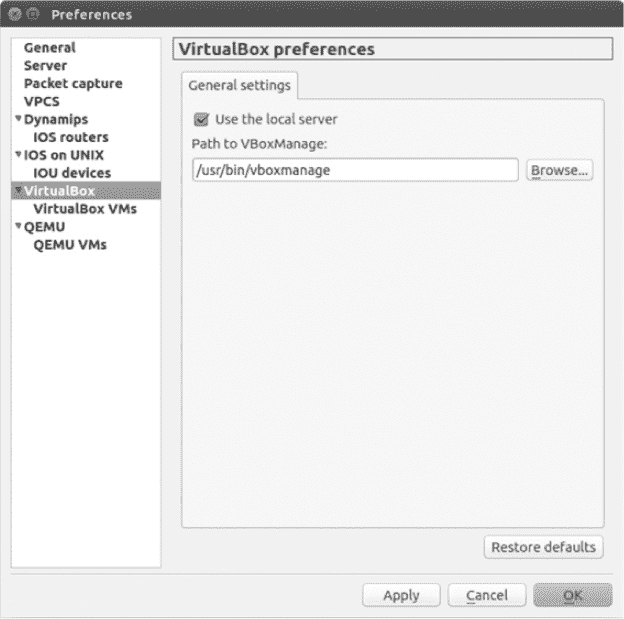 Preferences
General
Server
Packet capture
VPCS
Dynamips
IOS routers
IOS on UNIX
IOU devices
VirtualBox
VirtualBox VMs
QEMU
QEMU VMs
VirtualBox preferences
General settings
Use the local server
Path to VBoxManage:
/usr/bin/vboxmanage
Browse...
Restore defaults
Apply
Cancel
OK